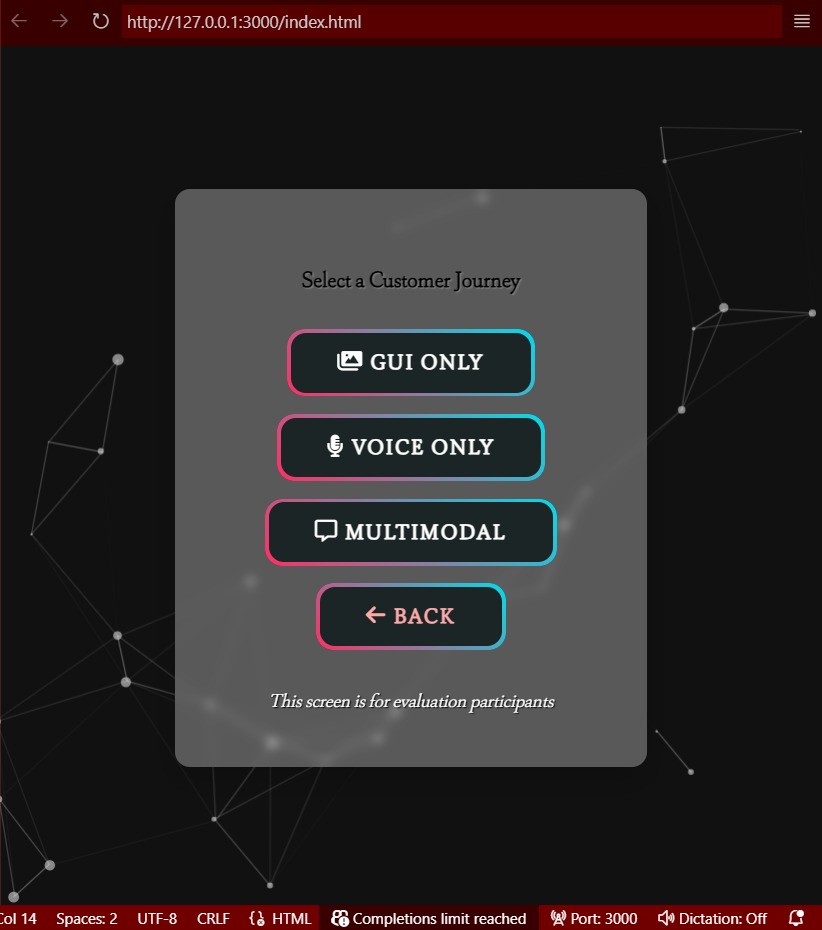 http://127.0.0.1:3000/index.html
Select a Customer Journey
GUI ONLY
VOICE ONLY
MULTIMODAL
BACK
This screen is for evaluation participants
Col 14 Spaces: 2 UTF-8 CRLF HTML Completions limit reached Port: 3000 Dictation: Off